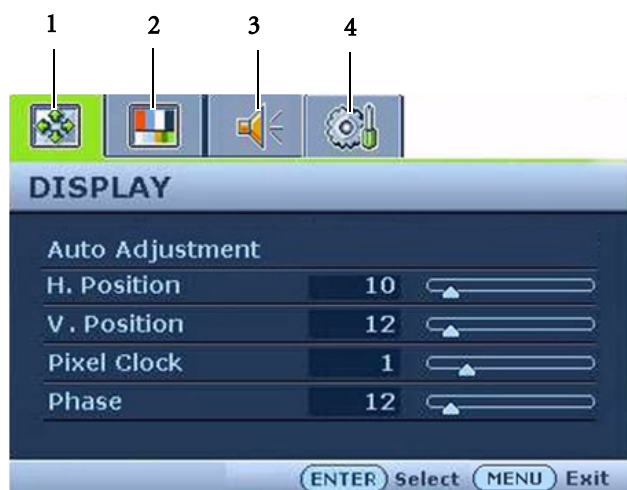 1 2 3 4
DISPLAY
Auto Adjustment
H. Position 10
V. Position 12
Pixel Clock 1
Phase 12
ENTER Select MENU Exit